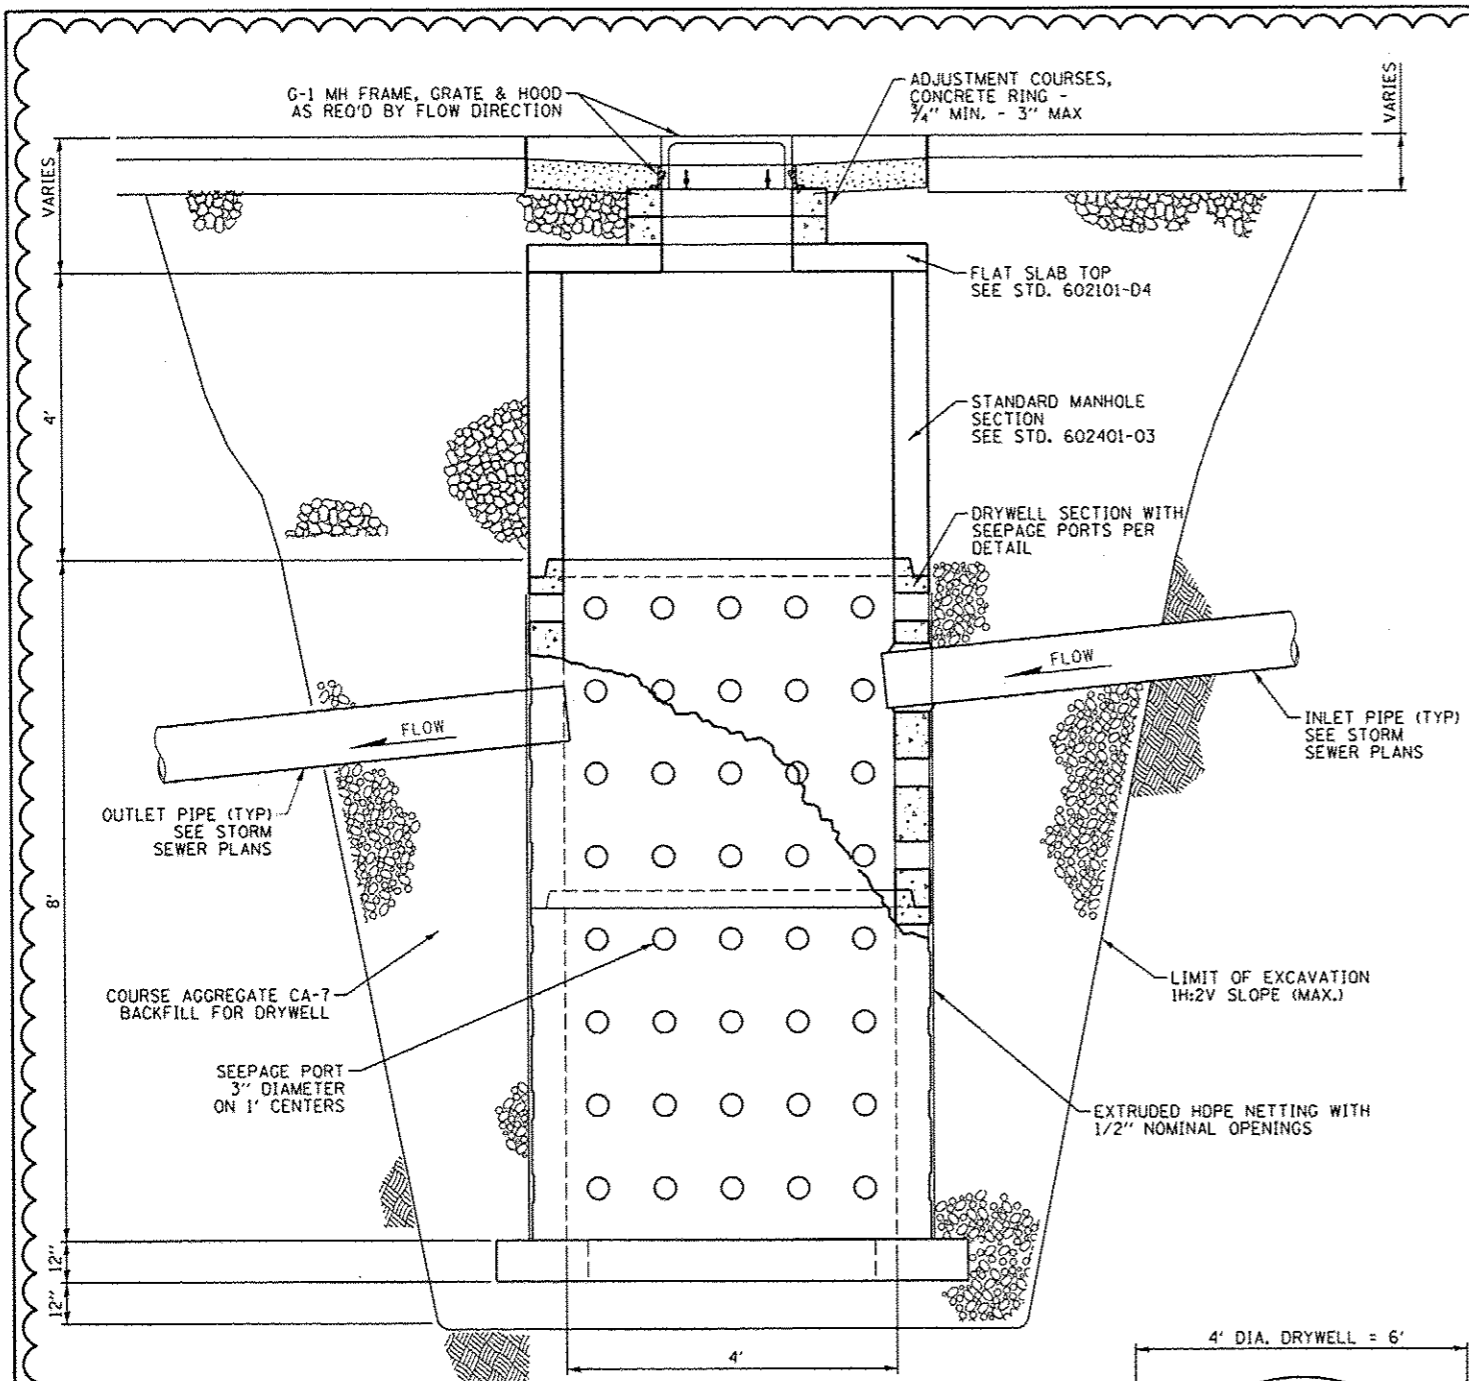 G-1 MH FRAME, GRATE & HOOD
AS REQ'D BY FLOW DIRECTION
ADJUSTMENT COURSES,
CONCRETE RING -
3/4" MIN. - 3" MAX
VARIES
VARIES
FLAT SLAB TOP
SEE STD. 602101-04
4'
STANDARD MANHOLE
SECTION
SEE STD. 602401-03
DRYWELL SECTION WITH
SEEPAGE PORTS PER
DETAIL
FLOW
INLET PIPE (TYP)
SEE STORM
SEWER PLANS
FLOW
OUTLET PIPE (TYP)
SEE STORM
SEWER PLANS
8'
COURSE AGGREGATE CA-7
BACKFILL FOR DRYWELL
LIMIT OF EXCAVATION
1H:2V SLOPE (MAX.)
SEEPAGE PORT
3" DIAMETER
ON 1' CENTERS
EXTRUDED HDPE NETTING WITH
1/2" NOMINAL OPENINGS
12"
12"
4'
4' DIA. DRYWELL = 6'